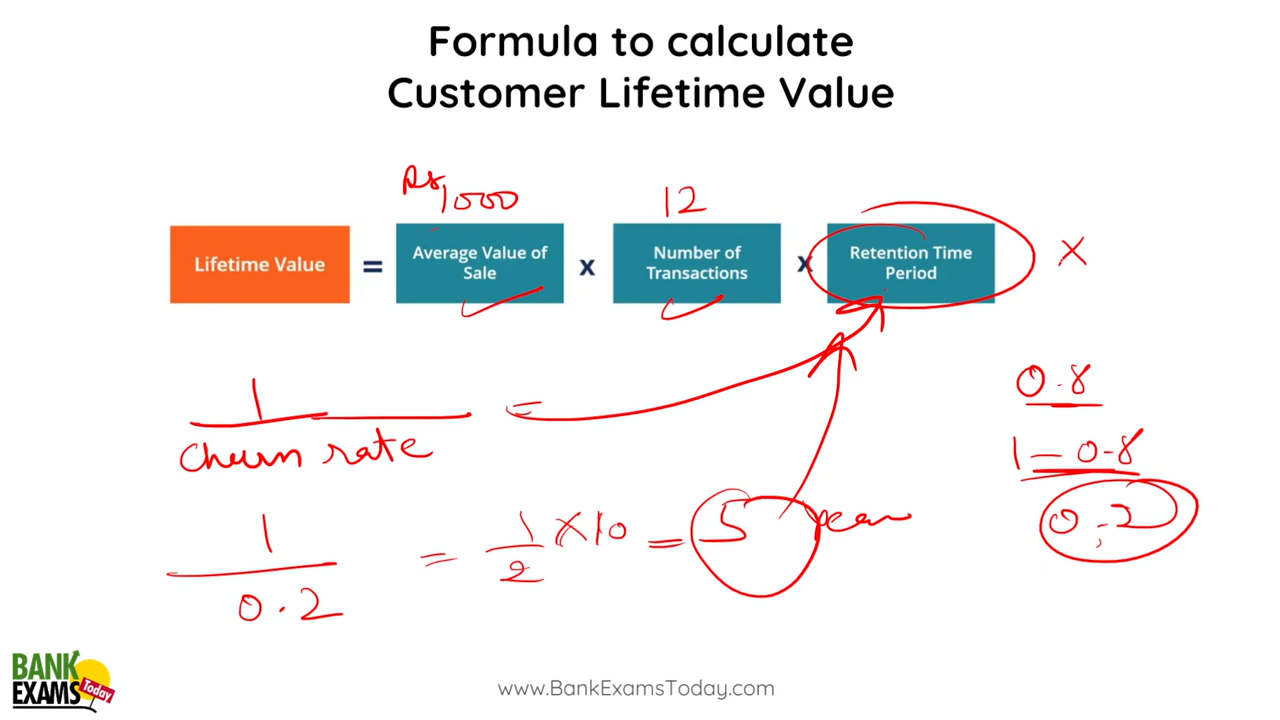 Formula to calculate
Customer Lifetime Value
Rs 1000
12
Lifetime Value = Average Value of Sale x Number of Transactions x Retention Time Period ×
0.8
1
Churn rate
=
1 - 0.8
0.2
1
0.2
= 1/2 × 10 = 5 years
BANK
EXAMS
Today
www.BankExamsToday.com